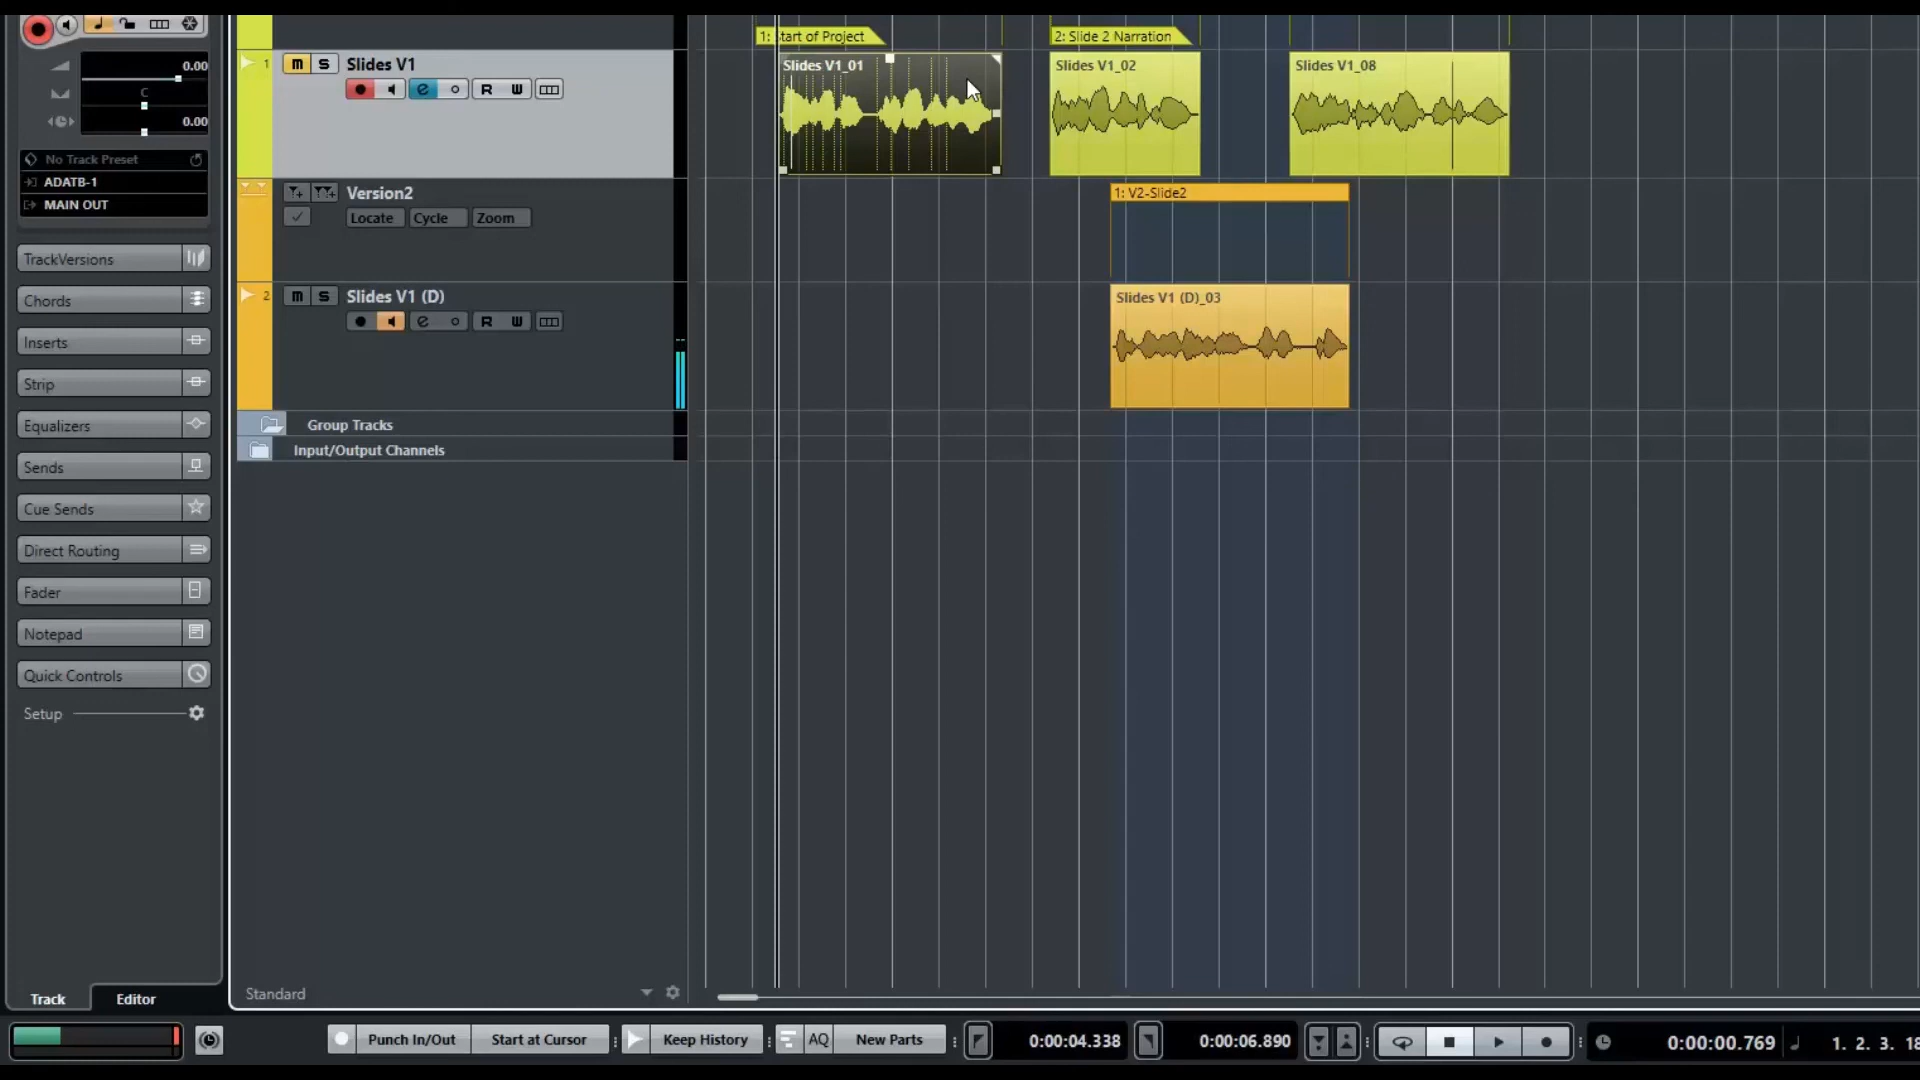 0.00
C
0.00
No Track Preset
ADATB-1
MAIN OUT
TrackVersions
Chords
Inserts
Strip
Equalizers
Sends
Cue Sends
Direct Routing
Fader
Notepad
Quick Controls
Setup
Track
Editor
1
m S Slides V1
e R W
Version2
Locate Cycle Zoom
2
m S Slides V1 (D)
e R W
Group Tracks
Input/Output Channels
Standard
1: Start of Project
2: Slide 2 Narration
Slides V1_01
Slides V1_02
Slides V1_08
1: V2-Slide2
Slides V1 (D)_03
Punch In/Out
Start at Cursor
Keep History
AQ
New Parts
0:00:04.338
0:00:06.890
0:00:00.769
1. 2. 3. 18